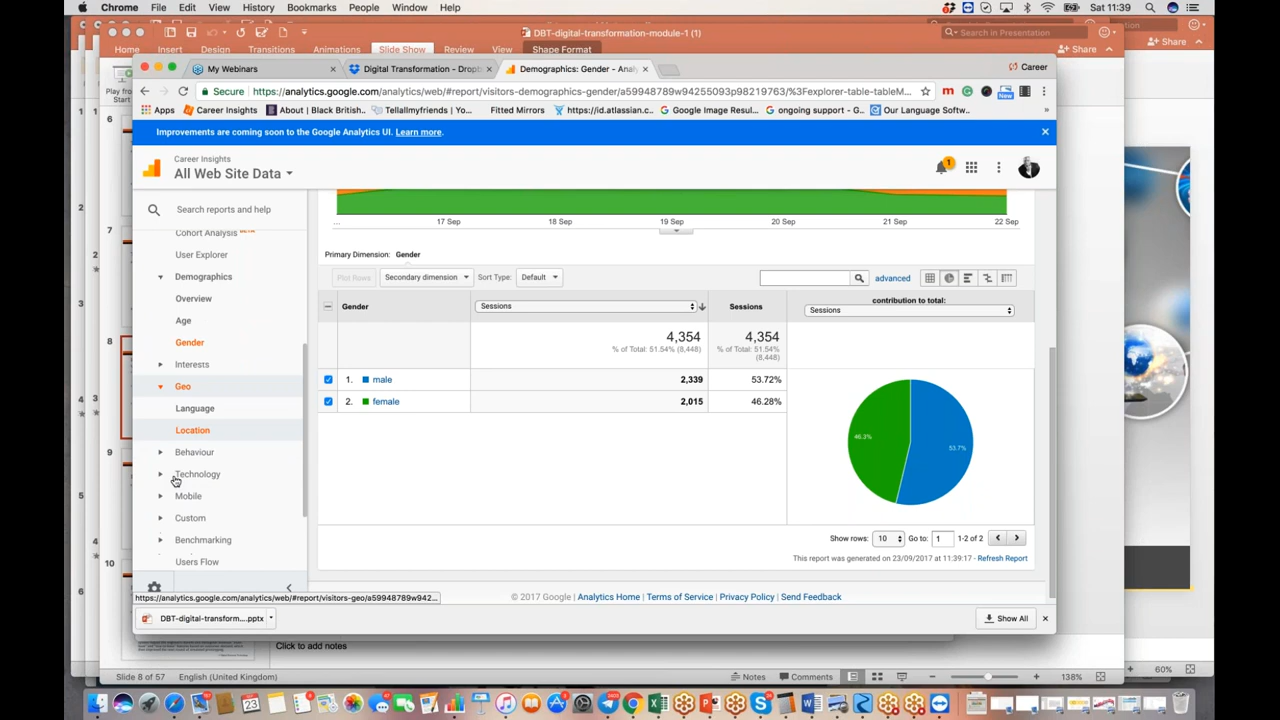 Chrome File Edit View History Bookmarks People Window Help
Sat 11:39
DBT-digital-transformation-module-1 (1)
Search in Presentation
Home Insert Design Transitions Animations Slide Show Review View Shape Format
Share
Share
Play from
Start
My Webinars
Digital Transformation - Dropb
Demographics: Gender - Anal
Career
Secure
https://analytics.google.com/analytics/web/#report/visitors-demographics-gender/a59948789w94255093p98219763/%3Fexplorer-table-tableM...
Apps Career Insights About | Black British.. Tellallmyfriends | Yo... Fitted Mirrors https://id.atlassian.c... Google Image Resul... ongoing support - G... Our Language Softw..
Improvements are coming soon to the Google Analytics UI. Learn more.
Career Insights
All Web Site Data
1
Search reports and help
Cohort Analysis BETA
User Explorer
Demographics
Overview
Age
Gender
Interests
Geo
Language
Location
Behaviour
Technology
Mobile
Custom
Benchmarking
Users Flow
17 Sep 18 Sep 19 Sep 20 Sep 21 Sep 22 Sep
Primary Dimension: Gender
Plot Rows Secondary dimension Sort Type: Default advanced
Gender Sessions Sessions contribution to total:
Sessions
4,354 4,354
% of Total: 51.54% (8,448) % of Total: 51.54%
(8,448)
1. male 2,339 53.72%
2. female 2,015 46.28%
46.3%
53.7%
Show rows: 10 Go to: 1 1-2 of 2
This report was generated on 23/09/2017 at 11:39:17 - Refresh Report
© 2017 Google Analytics Home Terms of Service Privacy Policy Send Feedback
https://analytics.google.com/analytics/web/#report/visitors-geo/a59948789w942...
DBT-digital-transform....pptx
Show All
Click to add notes
Slide 8 of 57 English (United Kingdom)
Notes Comments 138%
60%